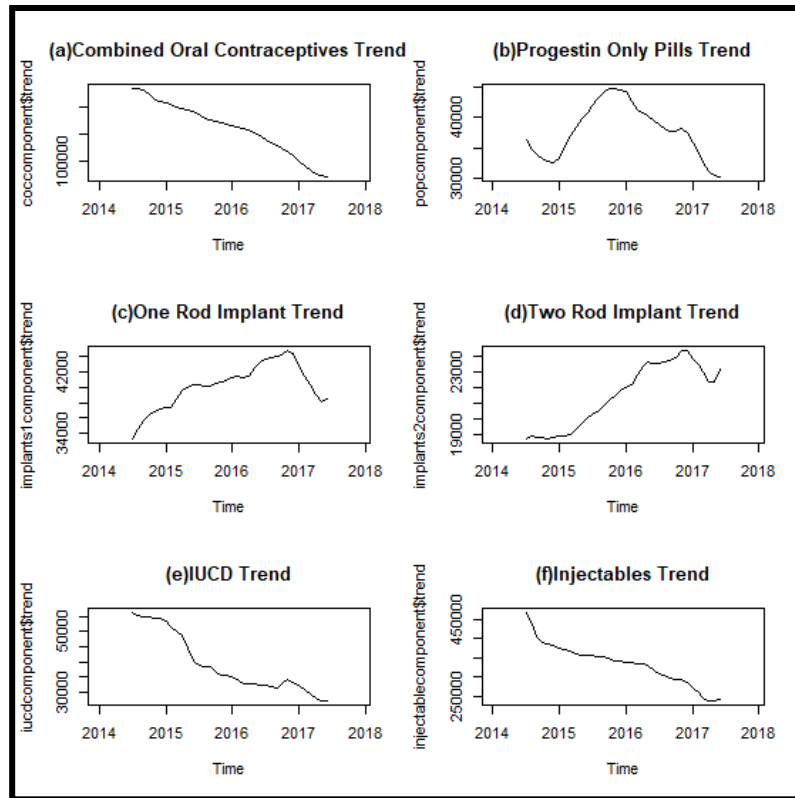 (a)Combined Oral Contraceptives Trend
coccomponent$trend
100000
2014 2015 2016 2017 2018
Time
(b)Progestin Only Pills Trend
popcomponent$trend
30000 40000
2014 2015 2016 2017 2018
Time
(c)One Rod Implant Trend
implants1component$trend
34000 42000
2014 2015 2016 2017 2018
Time
(d)Two Rod Implant Trend
implants2component$trend
19000 23000
2014 2015 2016 2017 2018
Time
(e)IUCD Trend
iucdcomponent$trend
30000 50000
2014 2015 2016 2017 2018
Time
(f)Injectables Trend
injectablecomponent$trend
250000 450000
2014 2015 2016 2017 2018
Time